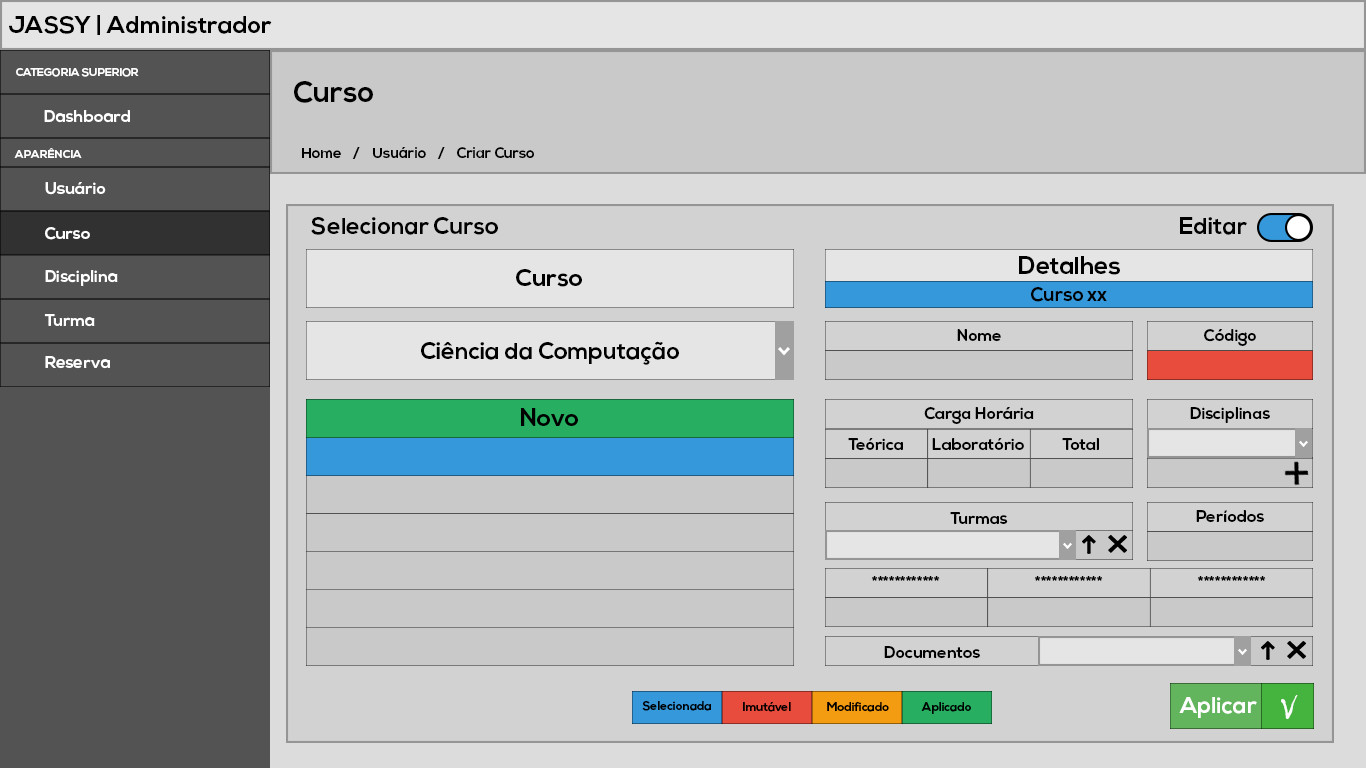 JASSY | Administrador
CATEGORIA SUPERIOR
Dashboard
APARÊNCIA
Usuário
Curso
Disciplina
Turma
Reserva
Curso
Home / Usuário / Criar Curso
Selecionar Curso
Editar
Curso
Ciência da Computação
Novo
Detalhes
Curso xx
Nome
Código
Carga Horária
Disciplinas
Teórica Laboratório Total
Turmas
Períodos
************ ************ ************
Documentos
Selecionada Imutável Modificado Aplicado
Aplicar √